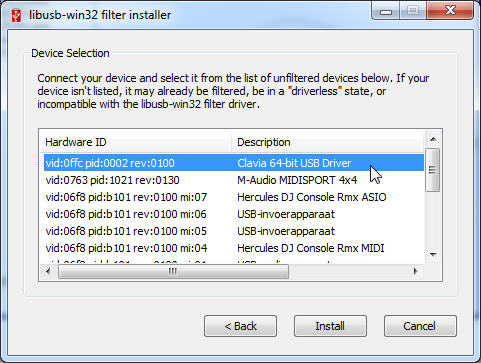 libusb-win32 filter installer
Device Selection
Connect your device and select it from the list of unfiltered devices below. If your
device isn't listed, it may already be filtered, be in a "driverless" state, or
incompatible with the libusb-win32 filter driver.
Hardware ID Description
vid:0ffc pid:0002 rev:0100 Clavia 64-bit USB Driver
vid:0763 pid:1021 rev:0130 M-Audio MIDISPORT 4x4
vid:06f8 pid:b101 rev:0100 mi:07 Hercules DJ Console Rmx ASIO
vid:06f8 pid:b101 rev:0100 mi:06 USB-invoerapparaat
vid:06f8 pid:b101 rev:0100 mi:05 USB-invoerapparaat
vid:06f8 pid:b101 rev:0100 mi:04 Hercules DJ Console Rmx MIDI
< Back Install Cancel